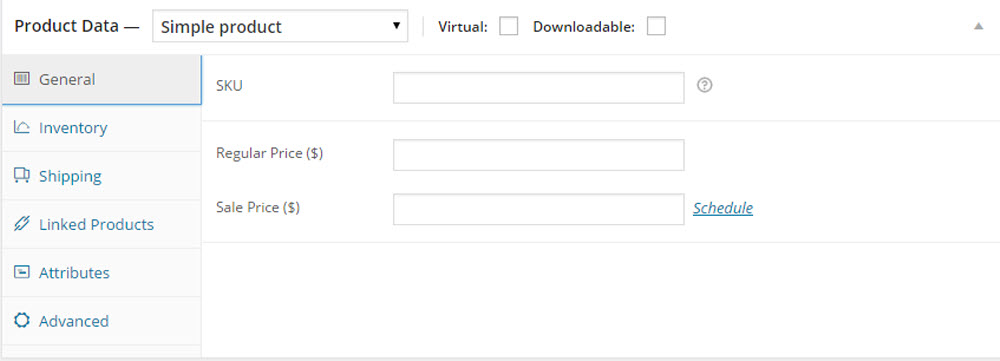 Product Data — Simple product Virtual: Downloadable:
General
SKU
Inventory
Regular Price ($)
Shipping
Sale Price ($) Schedule
Linked Products
Attributes
Advanced